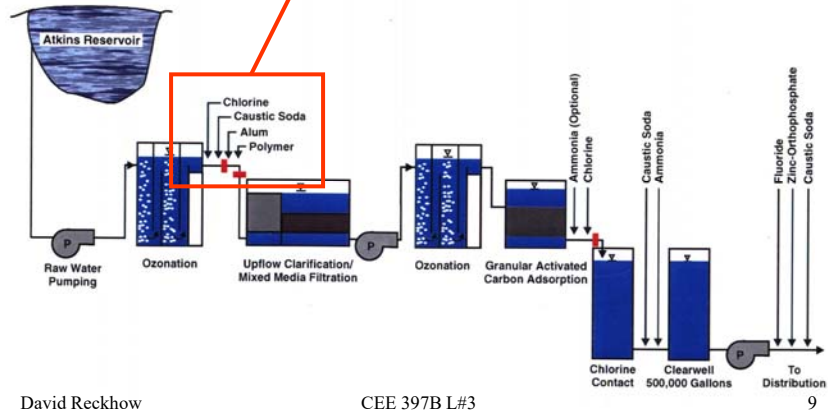 Atkins Reservoir
Chlorine
Caustic Soda
Alum
Polymer
Ammonia (Optional)
Chlorine
Caustic Soda
Ammonia
Fluoride
Zinc-Orthophosphate
Caustic Soda
P
Raw Water
Pumping
Ozonation
Upflow Clarification/
Mixed Media Filtration
P
Ozonation
Granular Activated
Carbon Adsorption
Chlorine
Contact
Clearwell
500,000 Gallons
P
To
Distribution
David Reckhow
CEE 397B L#3
9